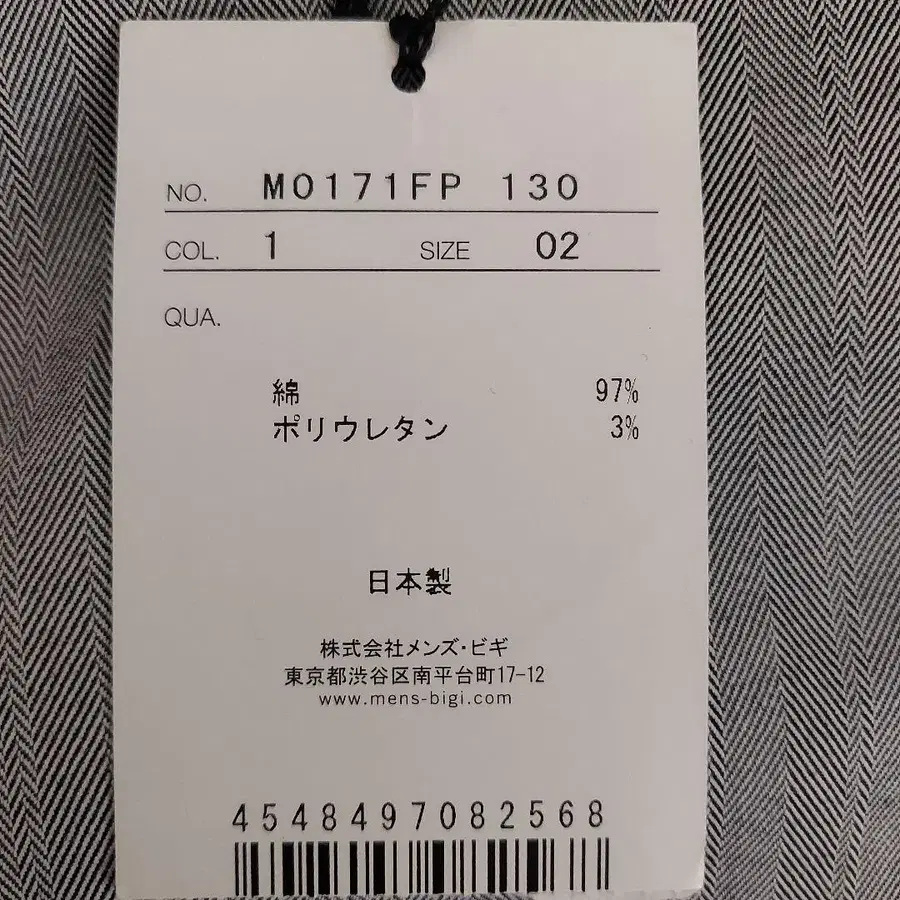 NO. M0171FP 130
COL. 1 SIZE 02
QUA.
綿 97%
ポリウレタン 3%
日本製
株式会社メンズ・ビギ
東京都渋谷区南平台町17-12
www.mens-bigi.com
4548497082568